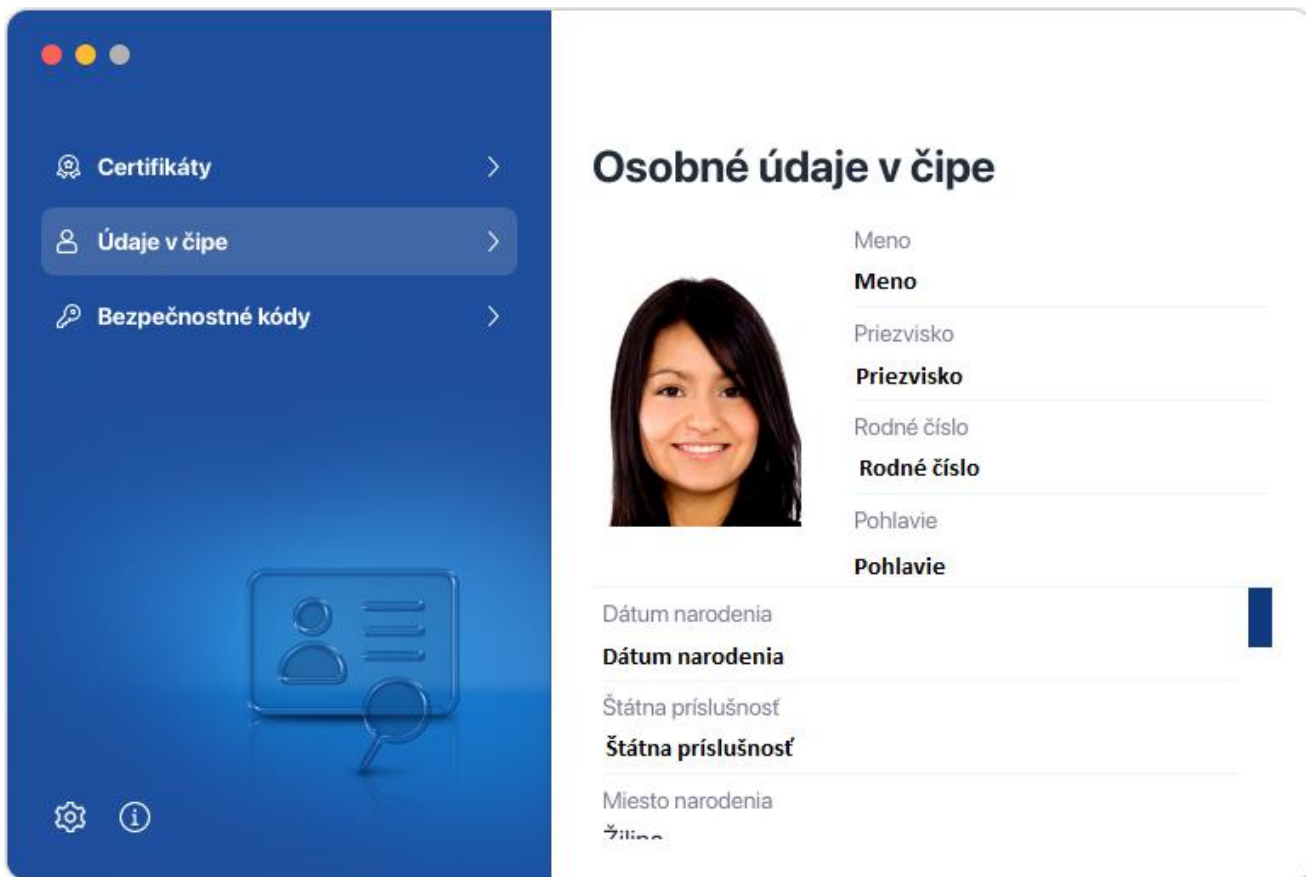 Certifikáty
Údaje v čipe
Bezpečnostné kódy
Osobné údaje v čipe
Meno
Meno
Priezvisko
Priezvisko
Rodné číslo
Rodné číslo
Pohlavie
Pohlavie
Dátum narodenia
Dátum narodenia
Štátna príslušnosť
Štátna príslušnosť
Miesto narodenia
Žilina